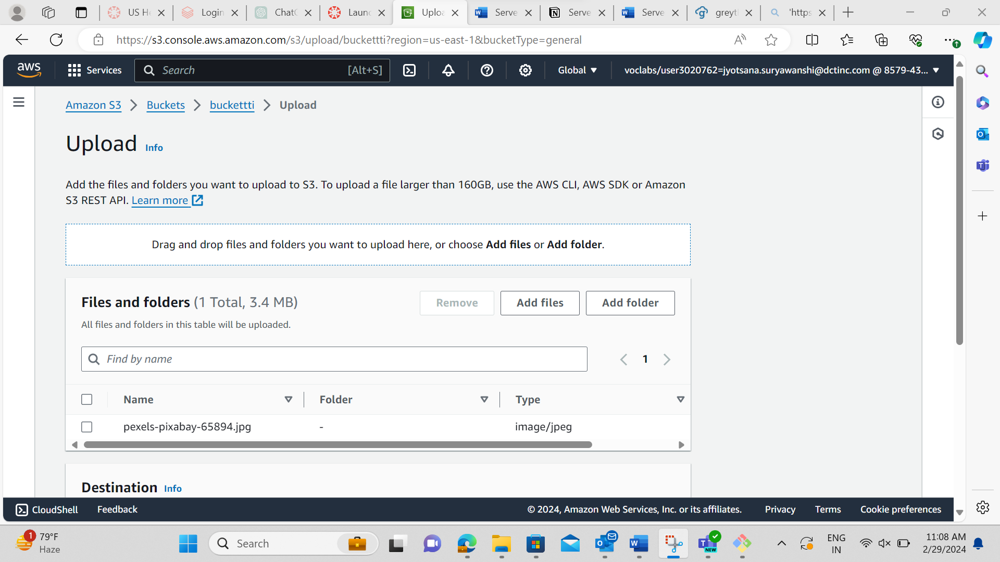 US He
Login
ChatG
Launc
Uploa
Serve
Serve
Serve
greyt
'https
https://s3.console.aws.amazon.com/s3/upload/buckettti?region=us-east-1&bucketType=general
aws
Services
Search
[Alt+S]
Global
voclabs/user3020762=jyotsana.suryawanshi@dctinc.com @ 8579-43...
Amazon S3
Buckets
buckettti
Upload
Upload Info
Add the files and folders you want to upload to S3. To upload a file larger than 160GB, use the AWS CLI, AWS SDK or Amazon
S3 REST API. Learn more
Drag and drop files and folders you want to upload here, or choose Add files or Add folder.
Files and folders (1 Total, 3.4 MB)
Remove
Add files
Add folder
All files and folders in this table will be uploaded.
Find by name
1
Name
Folder
Type
pexels-pixabay-65894.jpg
-
image/jpeg
Destination Info
CloudShell
Feedback
© 2024, Amazon Web Services, Inc. or its affiliates.
Privacy
Terms
Cookie preferences
1
79°F
Haze
Search
NEW
ENG
IN
11:08 AM
2/29/2024